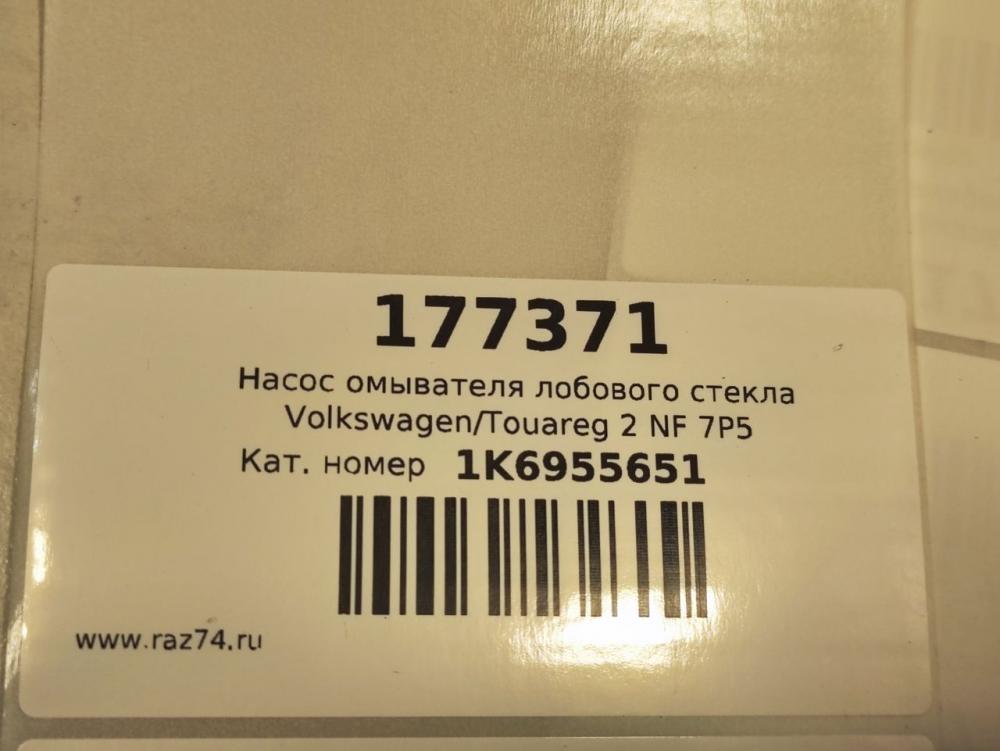 177371
Насос омывателя лобового стекла
Volkswagen/Touareg 2 NF 7P5
Кат. номер 1K6955651
www.raz74.ru